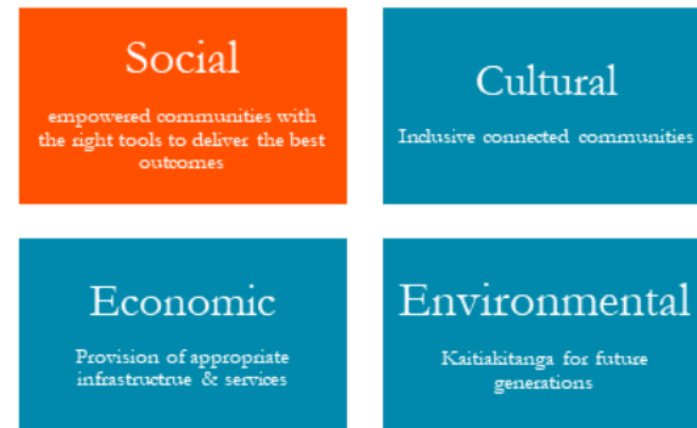 Social
empowered communities with
the right tools to deliver the best
outcomes
Cultural
Inclusive connected communities
Economic
Provision of appropriate
infrastructrue & services
Environmental
Kaitiakitanga for future
generations